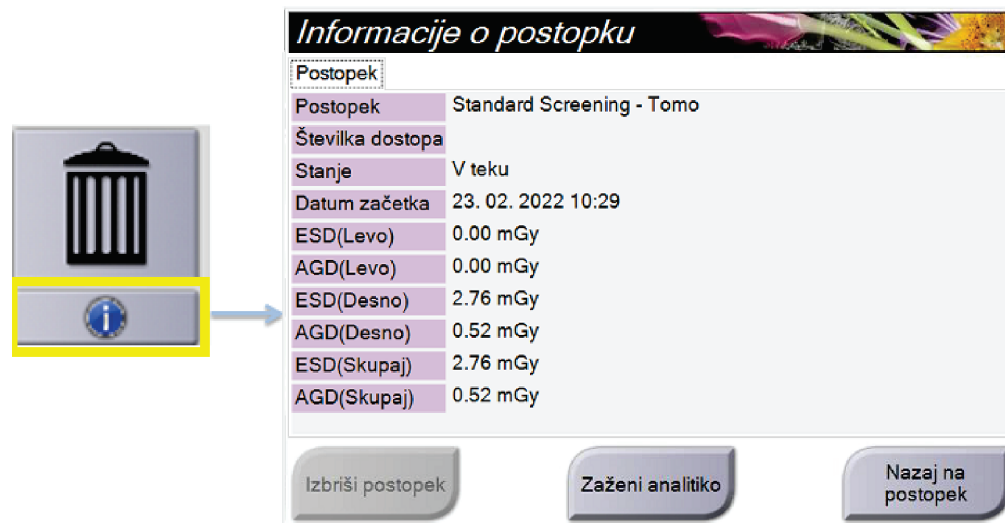 Informacije o postopku
Postopek
Postopek Standard Screening - Tomo
Številka dostopa
Stanje V teku
Datum začetka 23. 02. 2022 10:29
ESD(Levo) 0.00 mGy
AGD(Levo) 0.00 mGy
ESD(Desno) 2.76 mGy
AGD(Desno) 0.52 mGy
ESD(Skupaj) 2.76 mGy
AGD(Skupaj) 0.52 mGy
Izbriši postopek
Zaženi analitiko
Nazaj na
postopek